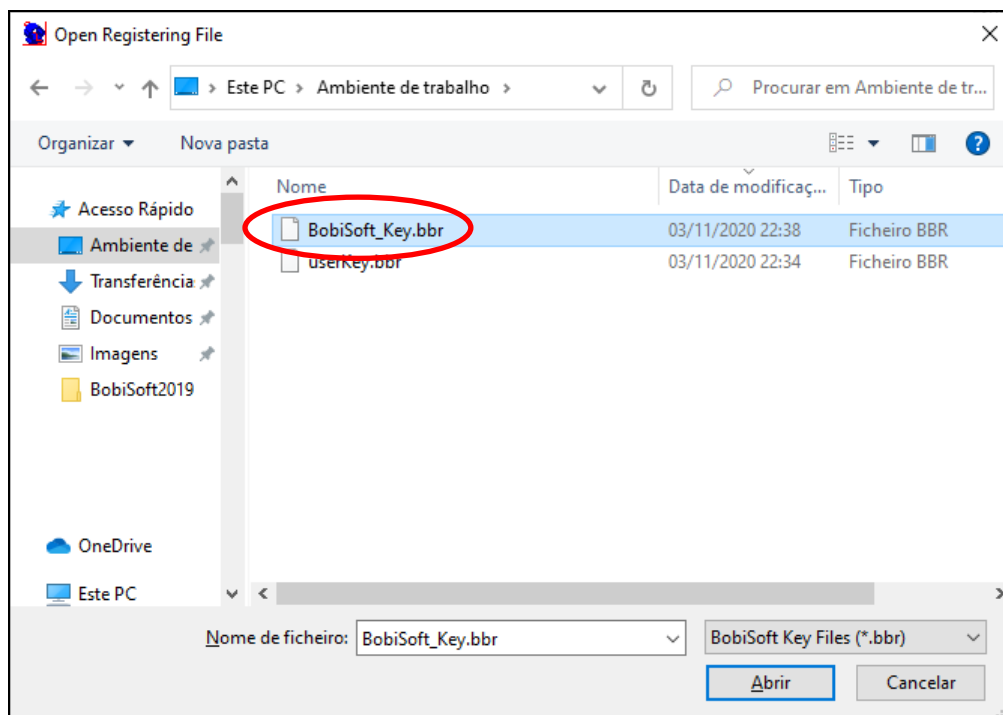 Open Registering File
Este PC > Ambiente de trabalho >
Procurar em Ambiente de tr...
Organizar
Nova pasta
Nome
Data de modificaç...
Tipo
Acesso Rápido
Ambiente de
Transferência
Documentos
Imagens
BobiSoft2019
OneDrive
Este PC
BobiSoft_Key.bbr 03/11/2020 22:38 Ficheiro BBR
userKey.bbr 03/11/2020 22:34 Ficheiro BBR
Nome de ficheiro: BobiSoft_Key.bbr
BobiSoft Key Files (*.bbr)
Abrir
Cancelar